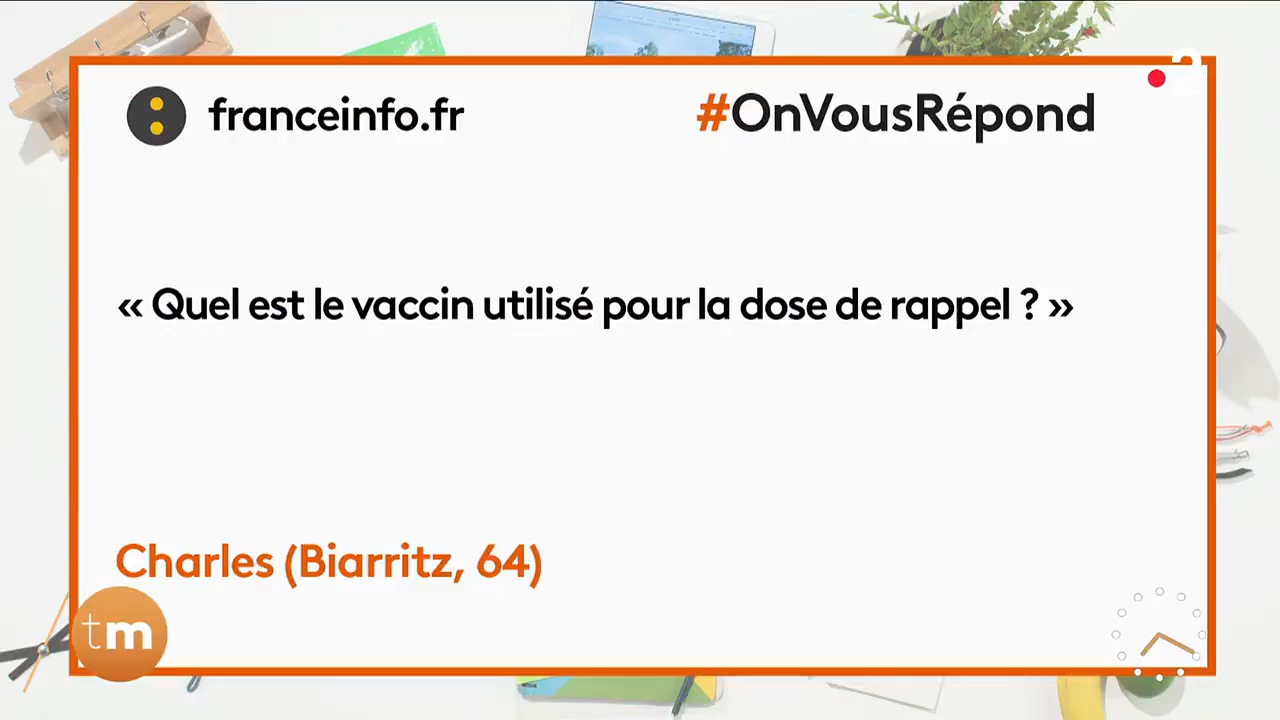 franceinfo.fr
#OnVousRépond
« Quel est le vaccin utilisé pour la dose de rappel ? »
Charles (Biarritz, 64)
tm